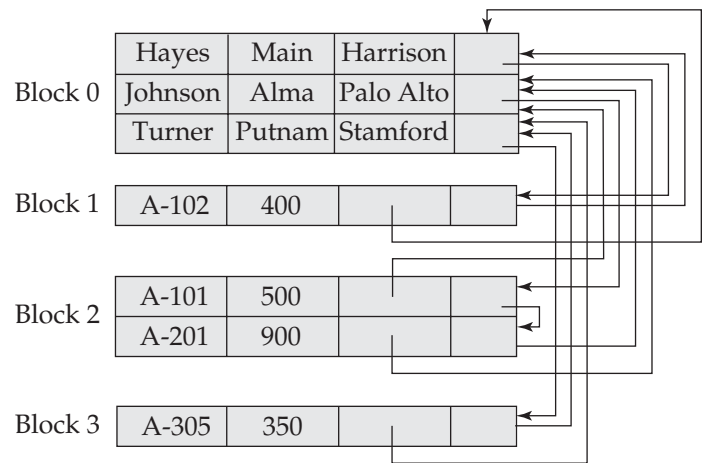 Hayes Main Harrison
Block 0 Johnson Alma Palo Alto
Turner Putnam Stamford
Block 1 A-102 400
A-101 500
Block 2
A-201 900
Block 3 A-305 350